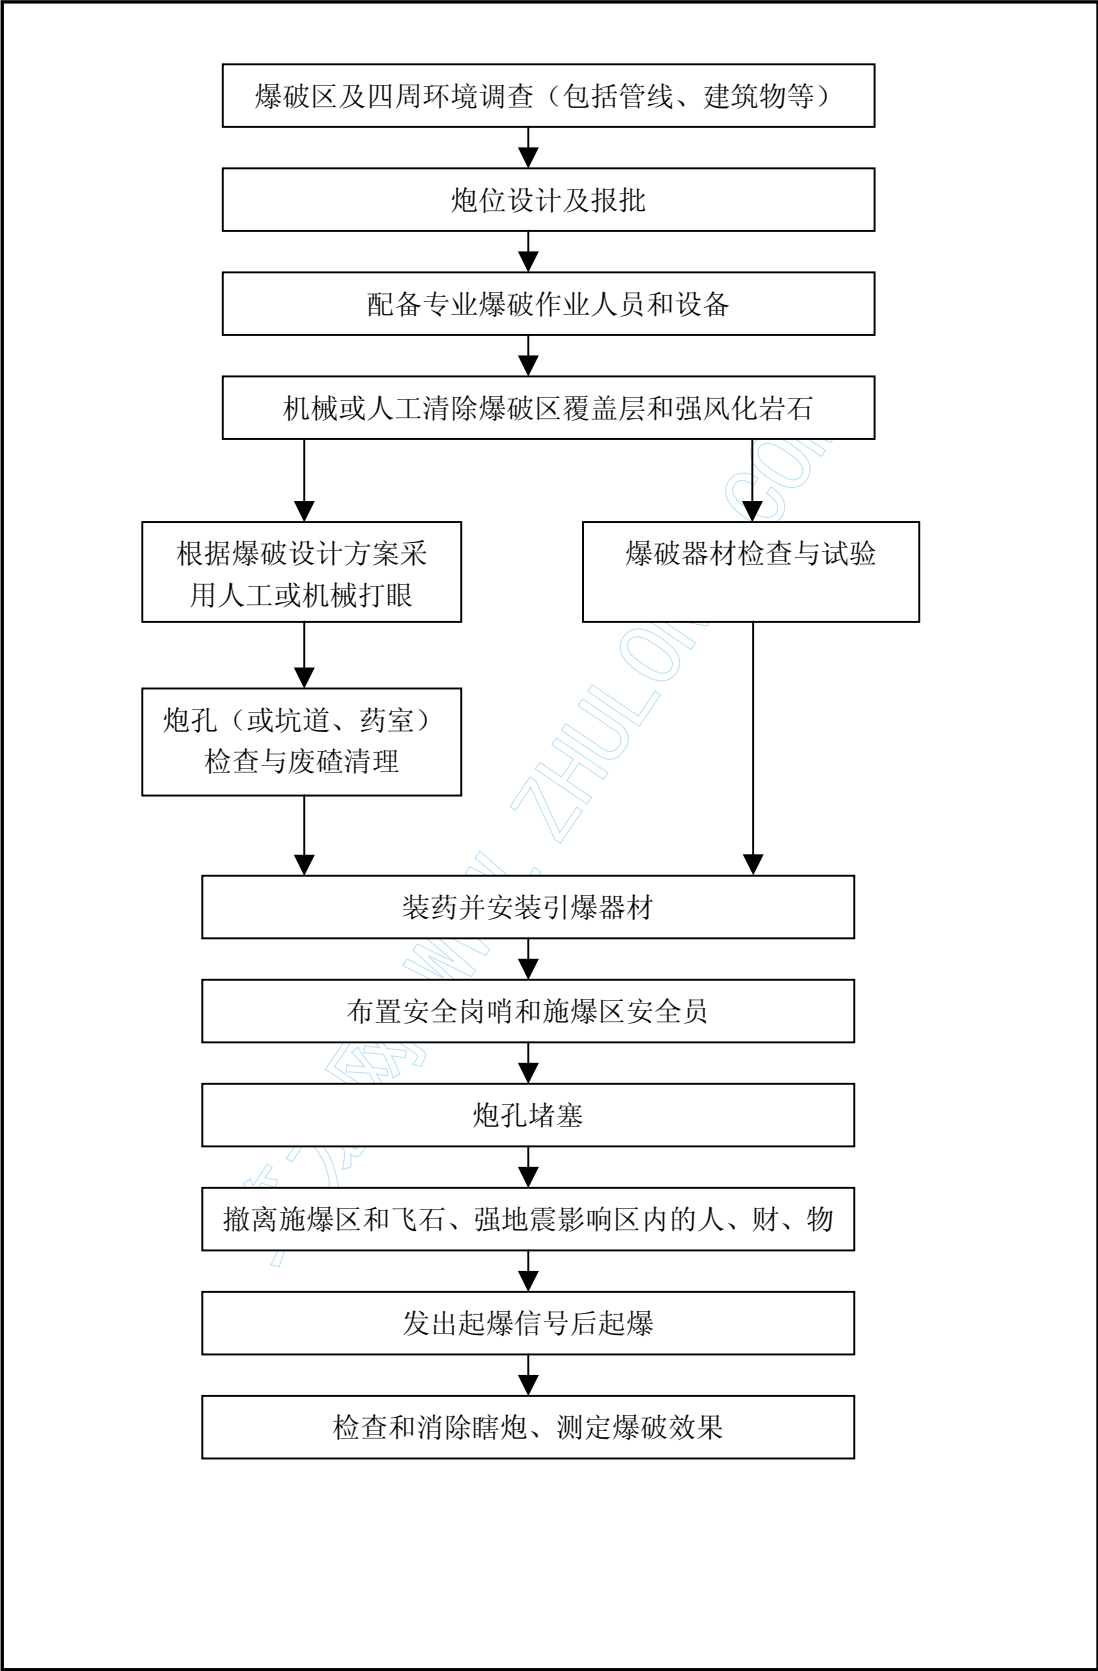 爆破区及四周环境调查（包括管线、建筑物等）
炮位设计及报批
配备专业爆破作业人员和设备
机械或人工清除爆破区覆盖层和强风化岩石
根据爆破设计方案采
用人工或机械打眼
爆破器材检查与试验
炮孔（或坑道、药室）
检查与废碴清理
装药并安装引爆器材
布置安全岗哨和施爆区安全员
炮孔堵塞
撤离施爆区和飞石、强地震影响区内的人、财、物
发出起爆信号后起爆
检查和消除瞎炮、测定爆破效果